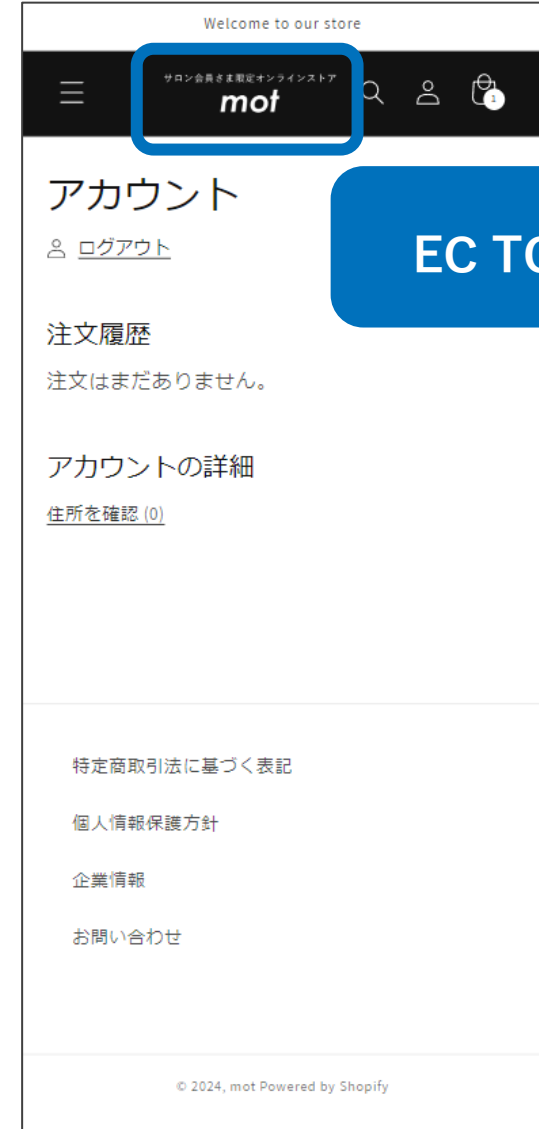 Welcome to our store
サロン会員さま限定オンラインストア
mot
1
アカウント
ログアウト
EC
注文履歴
注文はまだありません。
アカウントの詳細
住所を確認 (0)
特定商取引法に基づく表記
個人情報保護方針
企業情報
お問い合わせ
© 2024, mot Powered by Shopify